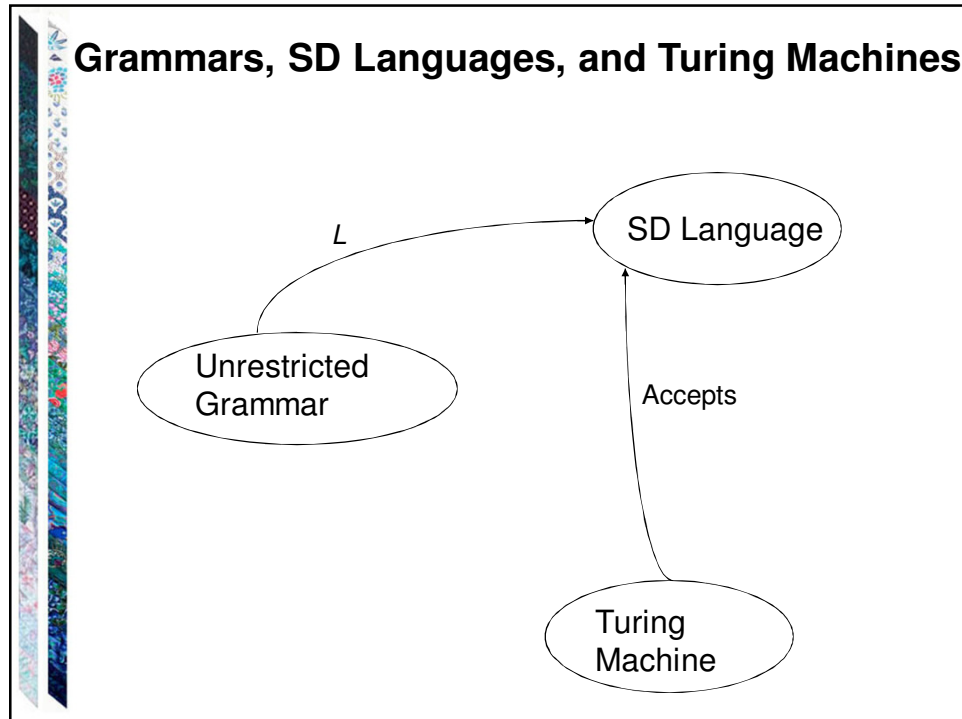 Grammars, SD Languages, and Turing Machines
SD Language
L
Unrestricted
Grammar
Accepts
Turing
Machine